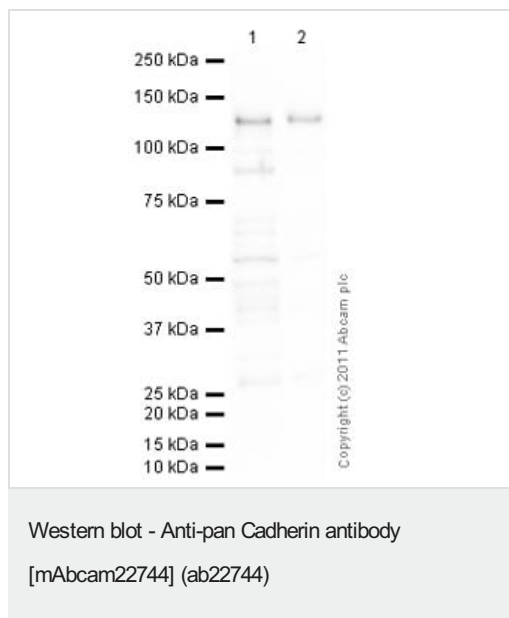 1 2
250 kDa
150 kDa
100 kDa
75 kDa
50 kDa
37 kDa
25 kDa
20 kDa
15 kDa
10 kDa
Copyright (c) 2011 Abcam plc
Western blot - Anti-pan Cadherin antibody
[mAbcam22744] (ab22744)